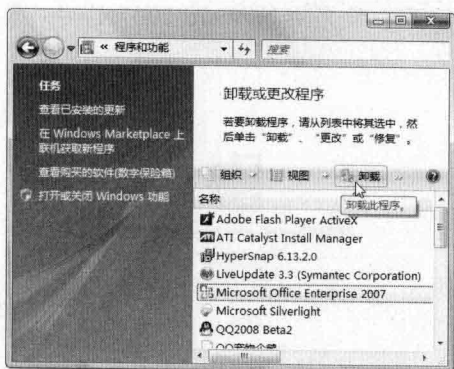 « 程序和功能
搜索
任务
查看已安装的更新
在 Windows Marketplace 上
联机获取新程序
查看购买的软件(数字保险箱)
打开或关闭 Windows 功能
卸载或更改程序
若要卸载程序，请从列表中将其选中，然
后单击“卸载”、“更改”或“修复”。
组织 视图 卸载 »
卸载此程序。
名称
Adobe Flash Player ActiveX
ATI Catalyst Install Manager
HyperSnap 6.13.2.0
LiveUpdate 3.3 (Symantec Corporation)
Microsoft Office Enterprise 2007
Microsoft Silverlight
QQ2008 Beta2